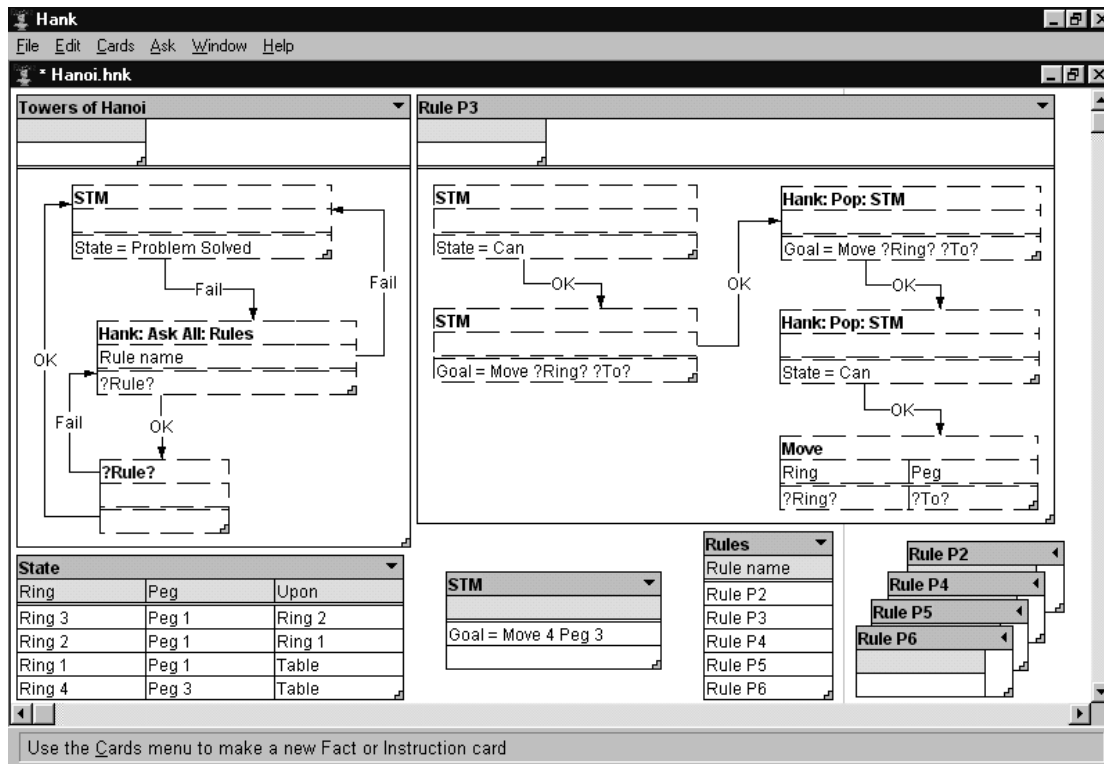 Hank
File Edit Cards Ask Window Help
* Hanoi.hnk
Towers of Hanoi
STM
State = Problem Solved
Fail
Fail
Hank: Ask All: Rules
Rule name
?Rule?
OK
Fail
OK
?Rule?
Rule P3
STM
State = Can
OK
STM
Goal = Move ?Ring? ?To?
OK
Hank: Pop: STM
Goal = Move ?Ring? ?To?
OK
Hank: Pop: STM
State = Can
OK
Move
Ring Peg
?Ring? ?To?
State
Ring Peg Upon
Ring 3 Peg 1 Ring 2
Ring 2 Peg 1 Ring 1
Ring 1 Peg 1 Table
Ring 4 Peg 3 Table
STM
Goal = Move 4 Peg 3
Rules
Rule name
Rule P2
Rule P3
Rule P4
Rule P5
Rule P6
Rule P2
Rule P4
Rule P5
Rule P6
Use the Cards menu to make a new Fact or Instruction card